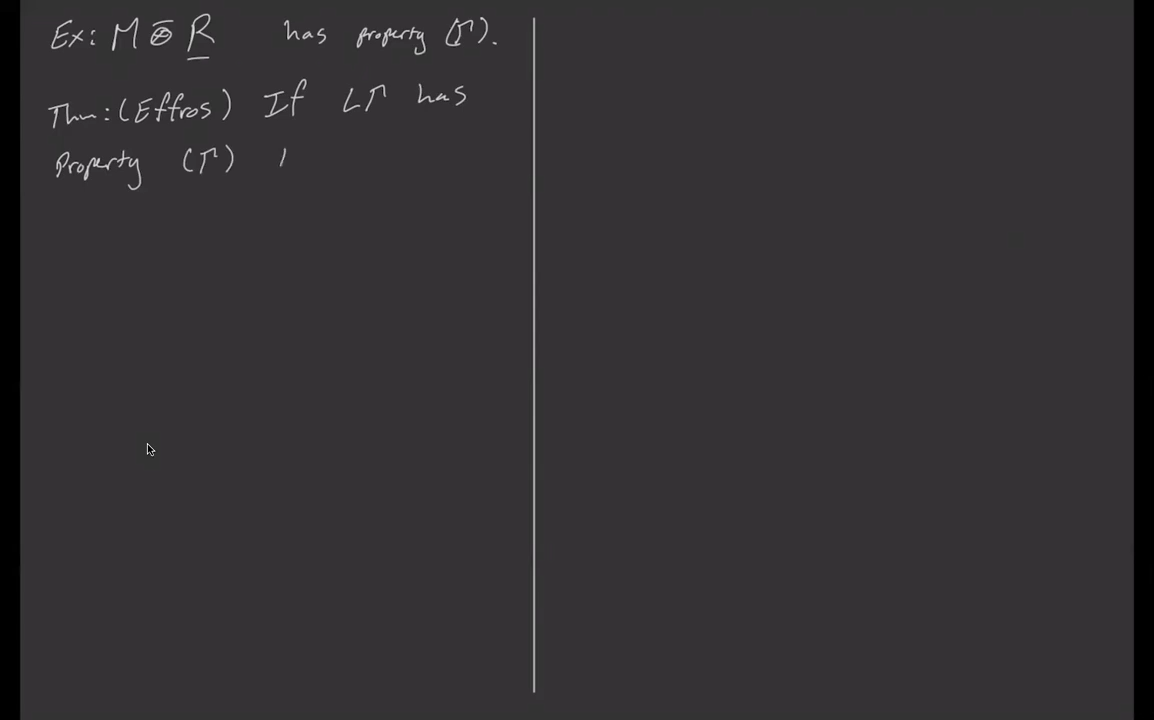 Ex: M ⊗̄ R has property (Γ).
Thm: (Effros) If LΓ has
Property (Γ)